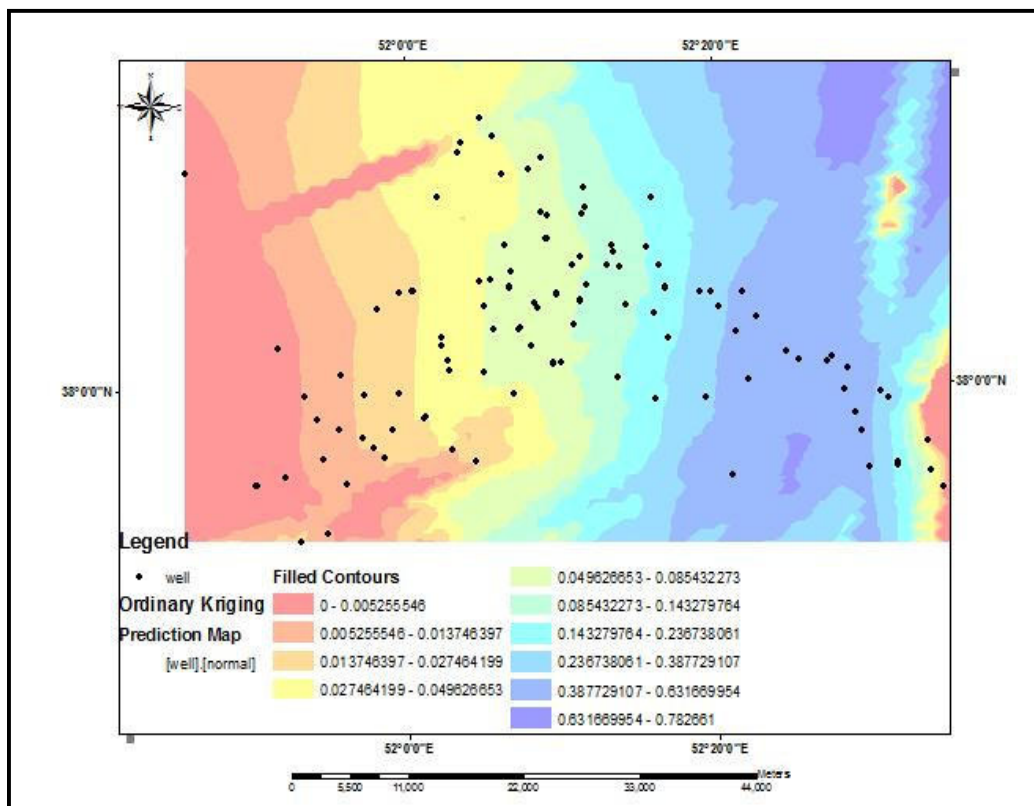 52°0'0"E 52°20'0"E
N
38°0'0"N 38°0'0"N
Legend
well
Ordinary Kriging
Prediction Map
[well].[normal]
Filled Contours
0 - 0.005255546
0.005255546 - 0.013746397
0.013746397 - 0.027464199
0.027464199 - 0.049626653
0.049626653 - 0.085432273
0.085432273 - 0.143279764
0.143279764 - 0.236738061
0.236738061 - 0.387729107
0.387729107 - 0.631669954
0.631669954 - 0.782661
52°0'0"E 52°20'0"E
Meters
0 5,500 11,000 22,000 33,000 44,000